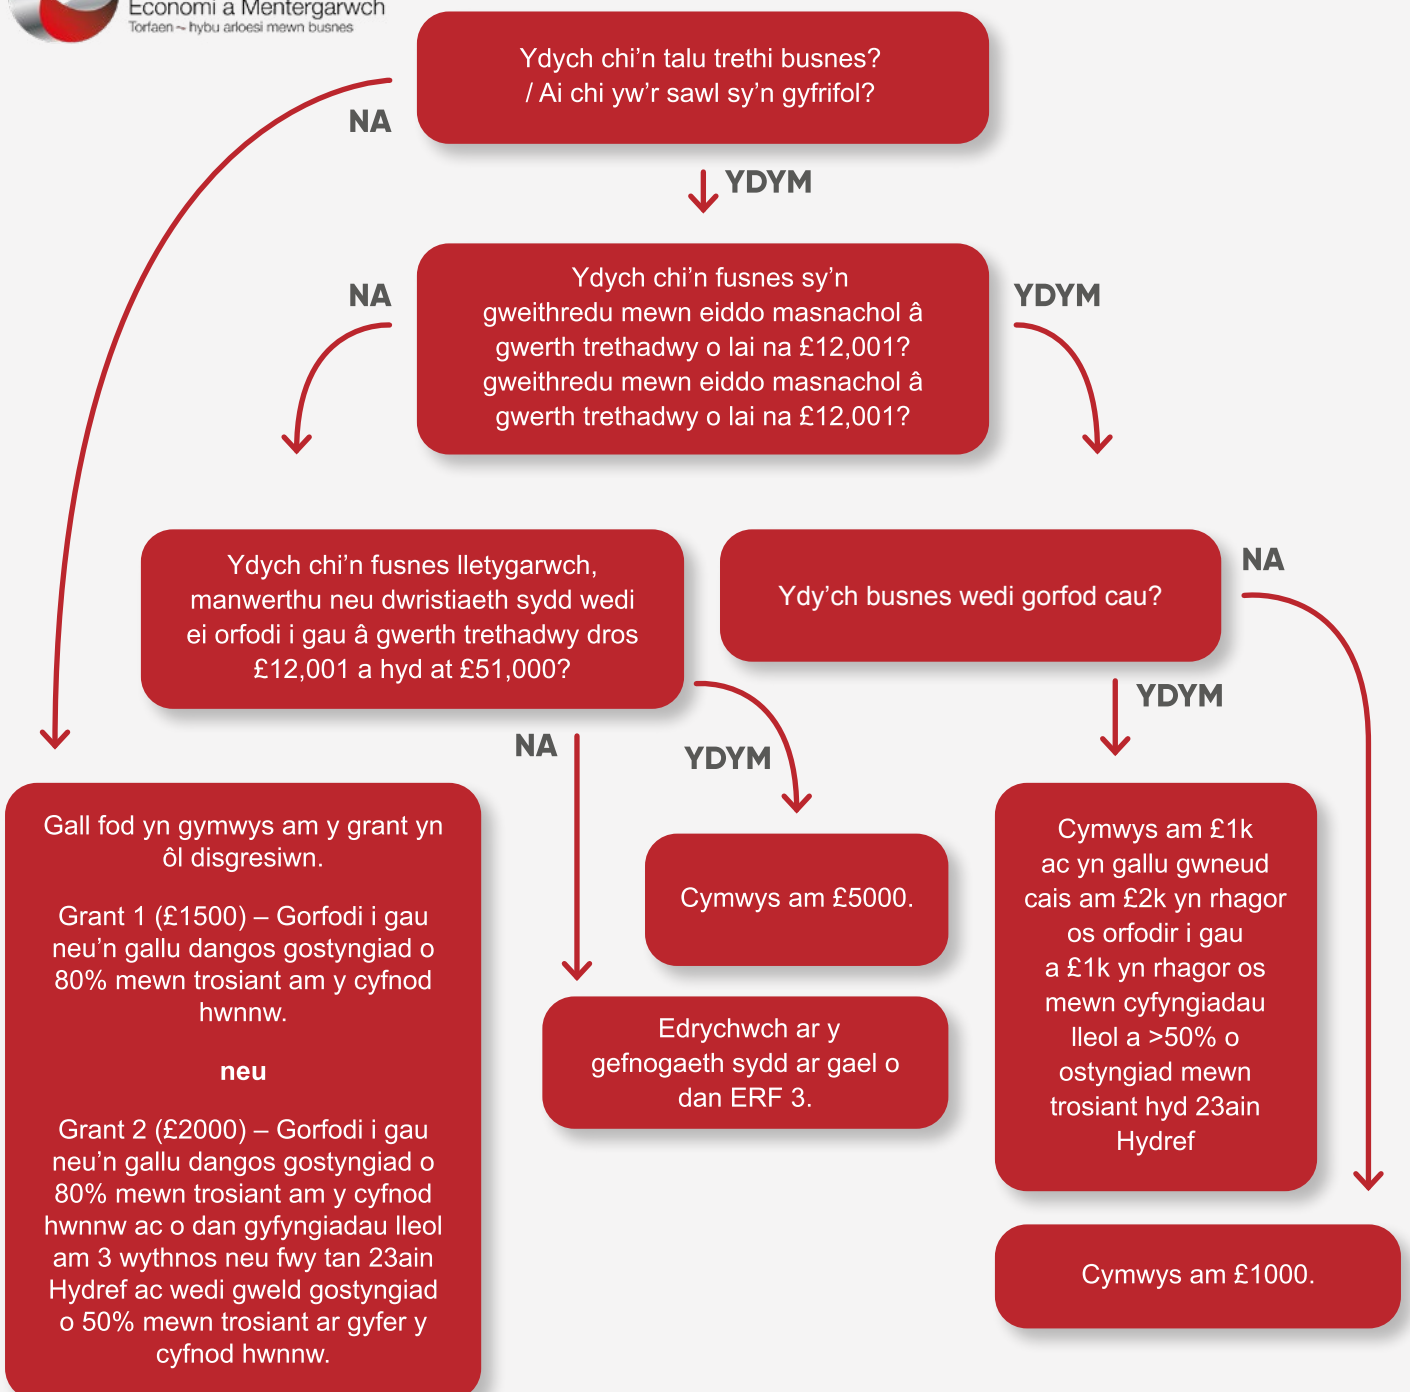 Economi a Mentergarwch
Torfaen ~ hybu arloesi mewn busnes
Ydych chi'n talu trethi busnes?
/ Ai chi yw'r sawl sy'n gyfrifol?
NA
YDYM
Ydych chi'n fusnes sy'n
gweithredu mewn eiddo masnachol â
gwerth trethadwy o lai na £12,001?
gweithredu mewn eiddo masnachol â
gwerth trethadwy o lai na £12,001?
NA
YDYM
Ydych chi'n fusnes lletygarwch,
manwerthu neu dwristiaeth sydd wedi
ei orfodi i gau â gwerth trethadwy dros
£12,001 a hyd at £51,000?
Ydy'ch busnes wedi gorfod cau?
NA
YDYM
NA
YDYM
Gall fod yn gymwys am y grant yn
ôl disgresiwn.
Grant 1 (£1500) – Gorfodi i gau
neu'n gallu dangos gostyngiad o
80% mewn trosiant am y cyfnod
hwnnw.
neu
Grant 2 (£2000) – Gorfodi i gau
neu'n gallu dangos gostyngiad o
80% mewn trosiant am y cyfnod
hwnnw ac o dan gyfyngiadau lleol
am 3 wythnos neu fwy tan 23ain
Hydref ac wedi gweld gostyngiad
o 50% mewn trosiant ar gyfer y
cyfnod hwnnw.
Cymwys am £5000.
Edrychwch ar y
gefnogaeth sydd ar gael o
dan ERF 3.
Cymwys am £1k
ac yn gallu gwneud
cais am £2k yn rhagor
os orfodir i gau
a £1k yn rhagor os
mewn cyfyngiadau
lleol a >50% o
ostyngiad mewn
trosiant hyd 23ain
Hydref
Cymwys am £1000.